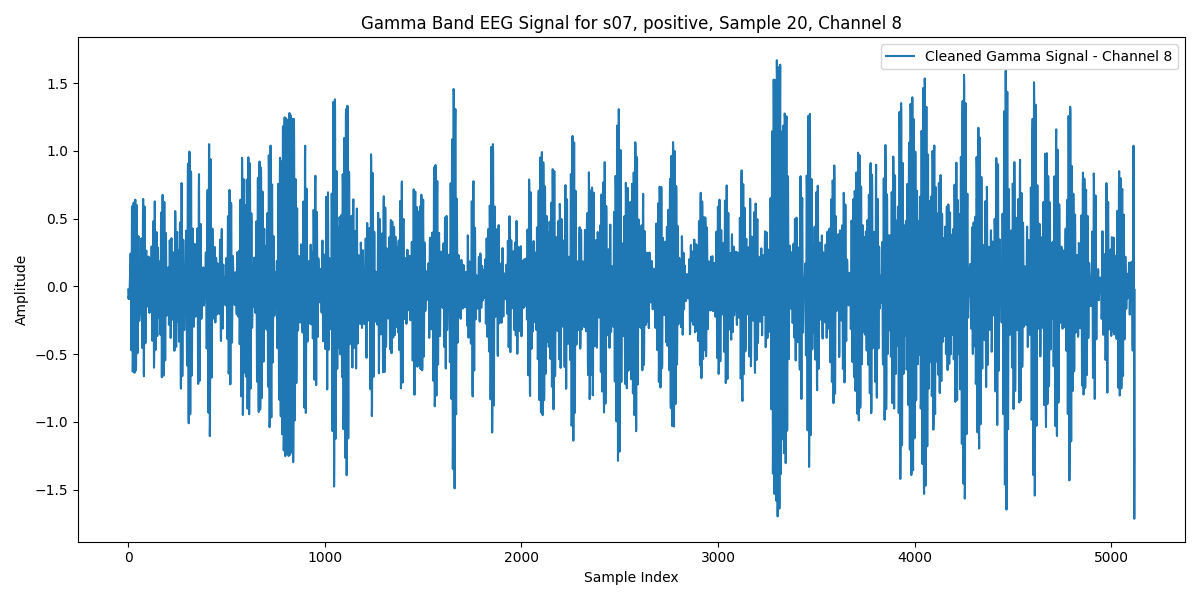 Gamma Band EEG Signal for s07, positive, Sample 20, Channel 8
Cleaned Gamma Signal - Channel 8
Amplitude
1.5
1.0
0.5
0.0
−0.5
−1.0
−1.5
0 1000 2000 3000 4000 5000
Sample Index